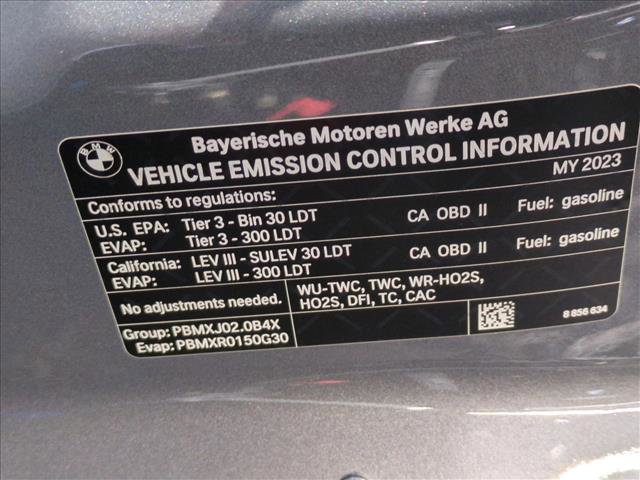 BMW
Bayerische Motoren Werke AG
VEHICLE EMISSION CONTROL INFORMATION
MY 2023
Conforms to regulations:
U.S. EPA: Tier 3 - Bin 30 LDT CA OBD II Fuel: gasoline
EVAP: Tier 3 - 300 LDT
California: LEV III - SULEV 30 LDT CA OBD II Fuel: gasoline
EVAP: LEV III - 300 LDT
No adjustments needed.
WU-TWC, TWC, WR-HO2S,
HO2S, DFI, TC, CAC
Group: PBMXJ02.0B4X
Evap: PBMXR0150G30
8 856 634